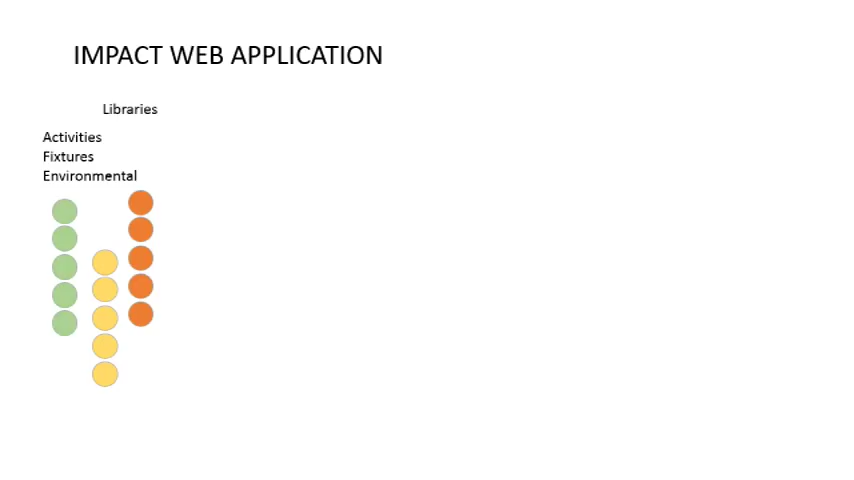 IMPACT WEB APPLICATION
Libraries
Activities
Fixtures
Environmental